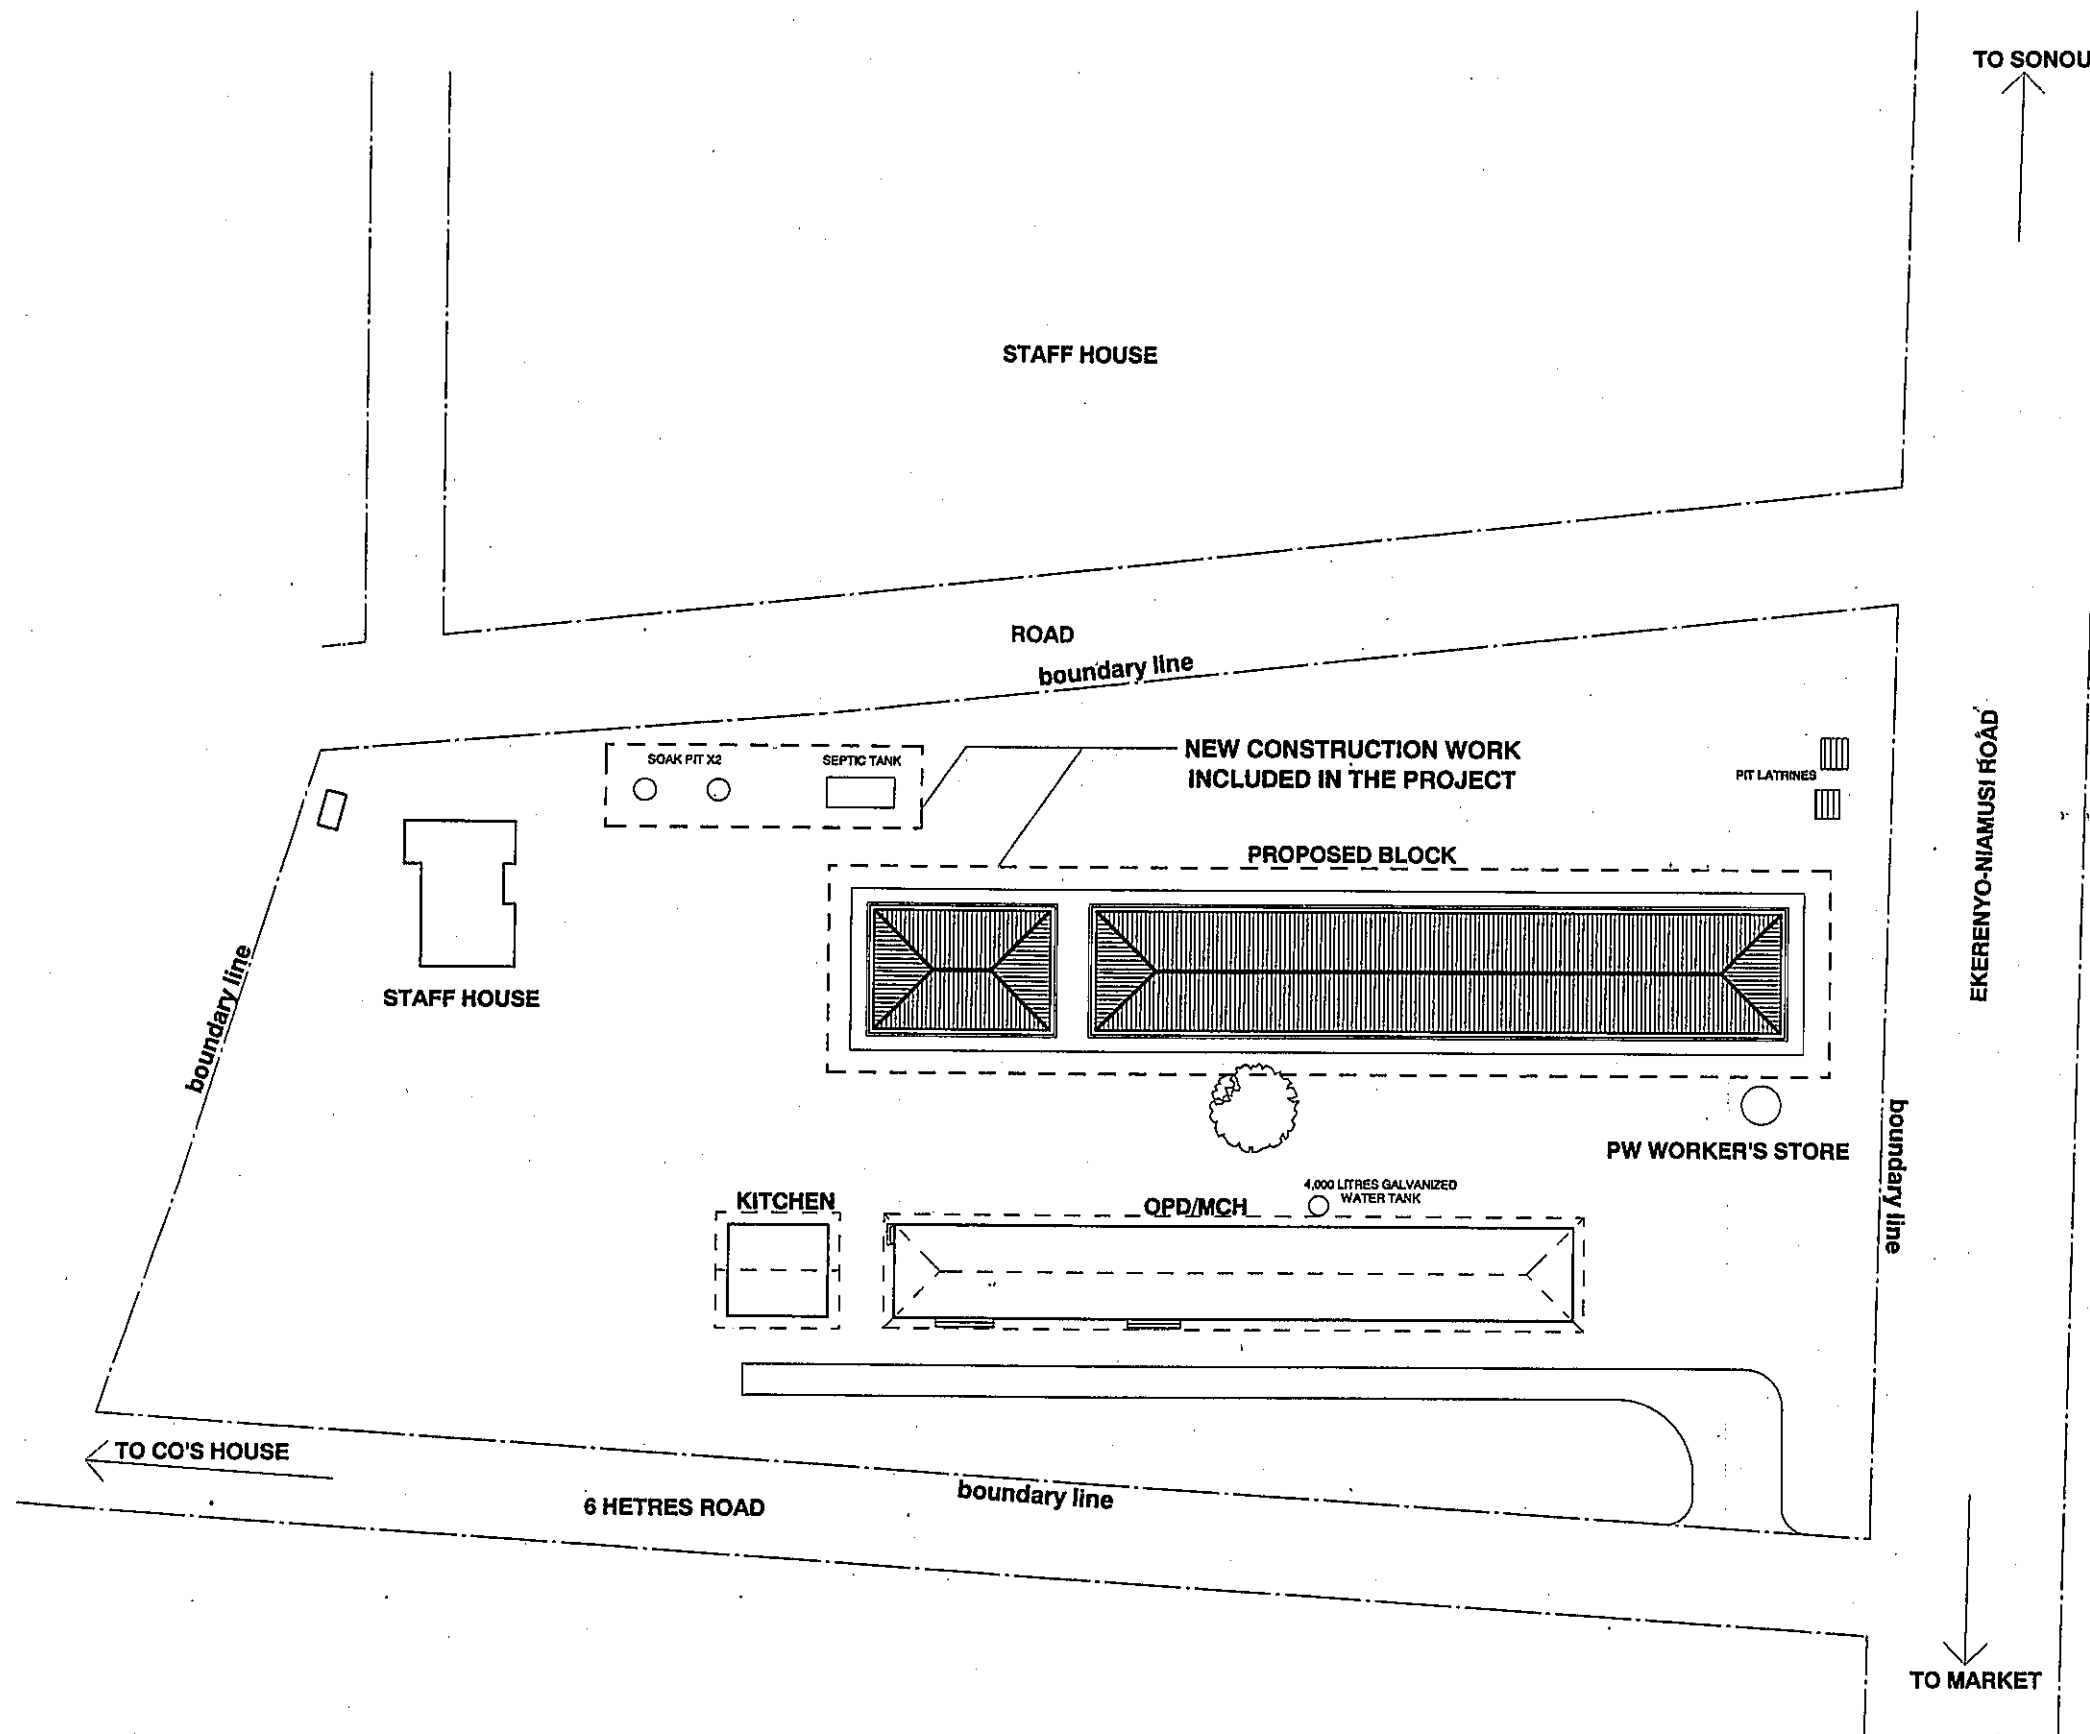 TO SONOU
STAFF HOUSE
ROAD
boundary line
SOAK PIT X2
SEPTIC TANK
NEW CONSTRUCTION WORK
INCLUDED IN THE PROJECT
PIT LATRINES
EKERENYO-NIAMUSI ROAD
PROPOSED BLOCK
STAFF HOUSE
boundary line
PW WORKER'S STORE
boundary line
KITCHEN
OPD/MCH
4,000 LITRES GALVANIZED
WATER TANK
TO CO'S HOUSE
6 HETRES ROAD
boundary line
TO MARKET